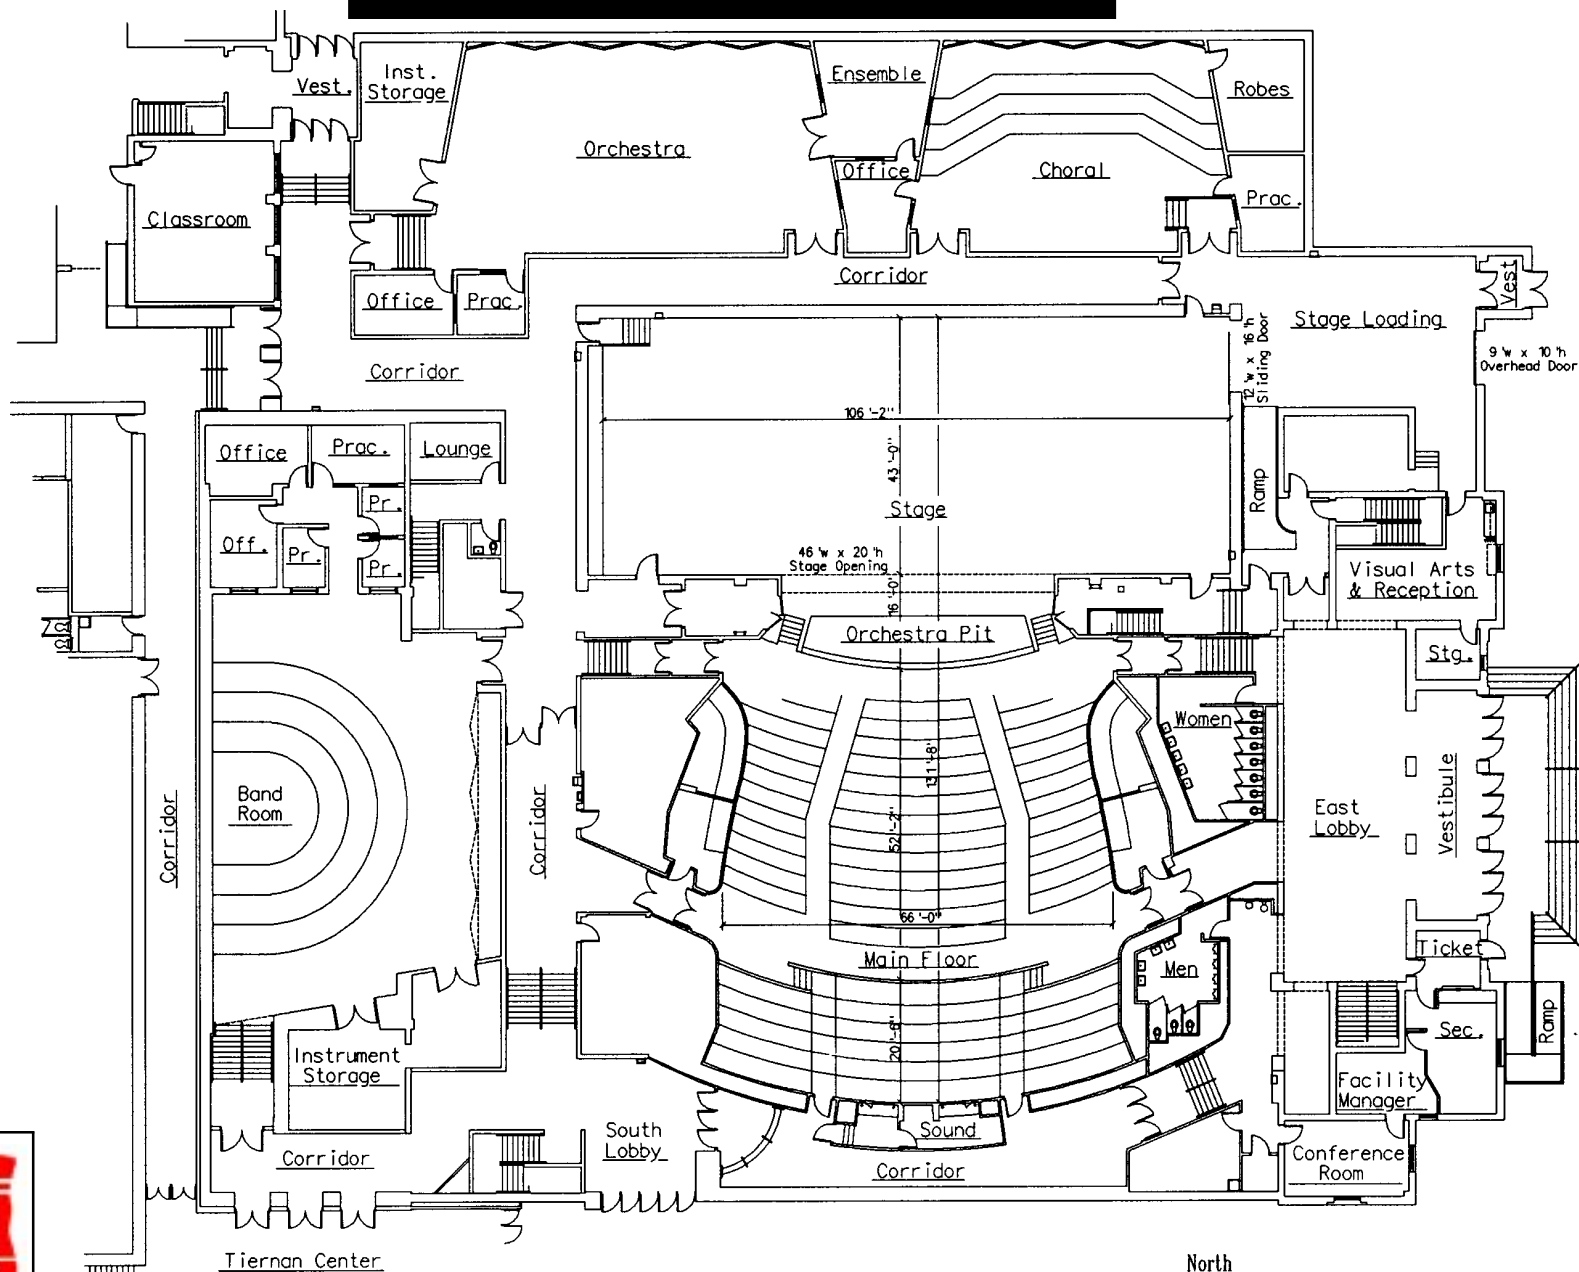 Inst.
Storage
Vest.
Ensemble
Robes
Orchestra
Office
Choral
Prac.
Classroom
Corridor
Office
Prac.
Vest
Stage Loading
12 'w x 16 'h
Sliding Door
9 'w x 10 'h
Overhead Door
Corridor
106 '-2"
43 '-0"
Office
Prac.
Lounge
Pr.
Off.
Pr.
Pr.
Ramp
Stage
46 'w x 20 'h
Stage Opening
16 '-0"
Visual Arts
& Reception
Orchestra Pit
Stg.
Women
131 '-8"
Band
Room
Corridor
Corridor
52 '-2"
East
Lobby
Vestibule
66 '-0"
Main Floor
Men
Ticket
20 '-6"
Sec.
Ramp
Instrument
Storage
Facility
Manager
South
Lobby
Sound
Corridor
Corridor
Conference
Room
Tiernan Center
North